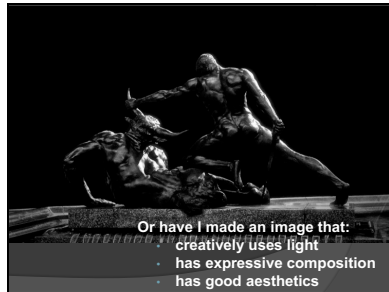 Or have I made an image that:
• creatively uses light
• has expressive composition
• has good aesthetics